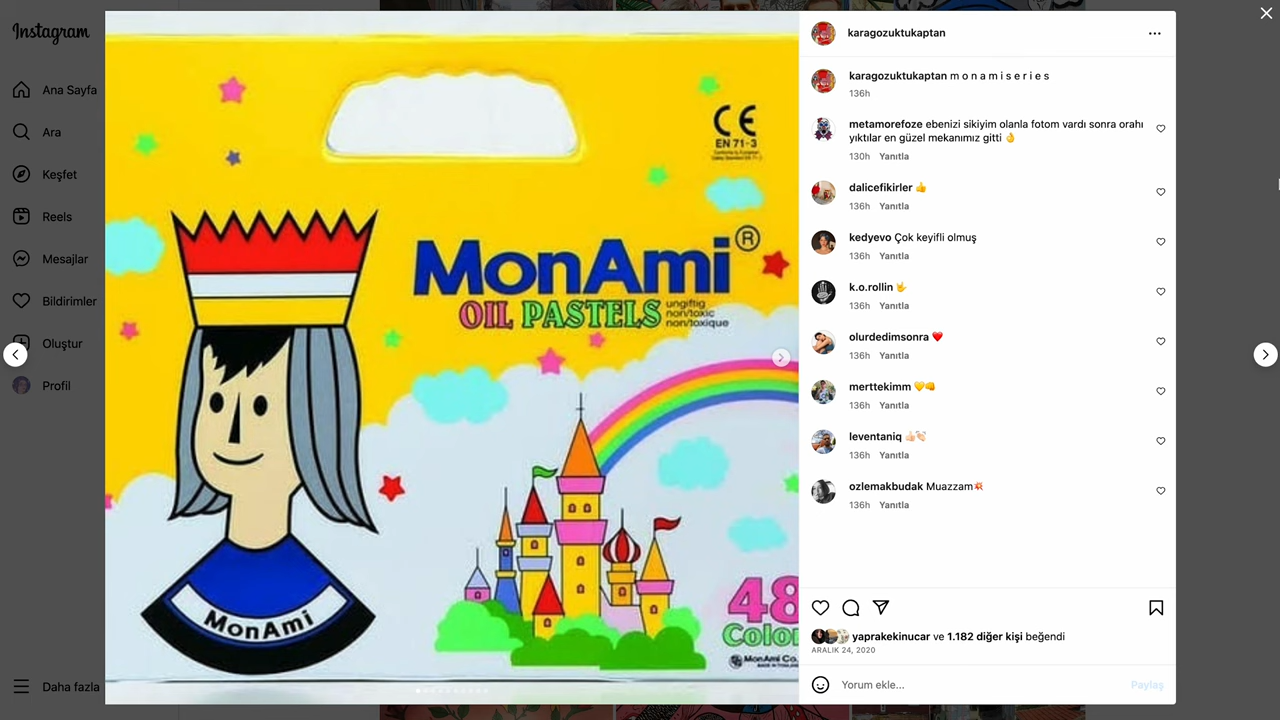 Instagram
Ana Sayfa
Ara
Keşfet
Reels
Mesajlar
Bildirimler
Oluştur
Profil
Daha fazla
CE
EN 71-3
MonAmi®
OIL PASTELS
ungiftig
non/toxic
non/toxique
MonAmi
48
MonAmi Co.
karagozuktukaptan
karagozuktukaptan m o n a m i s e r i e s
136h
metamorefoze ebenizi sikiyim olanla fotom vardı sonra orahı
yıktılar en güzel mekanımız gitti 👌
130h Yanıtla
dalicefikirler 👍
136h Yanıtla
kedyevo Çok keyifli olmuş
136h Yanıtla
k.o.rollin 🤟
136h Yanıtla
olurdedimsonra ❤️
136h Yanıtla
merttekimm 💛👊
136h Yanıtla
leventaniq 👍🏻👏🏻
136h Yanıtla
ozlemakbudak Muazzam💥
136h Yanıtla
yaprakekinucar ve 1.182 diğer kişi beğendi
ARALIK 24, 2020
Yorum ekle...
Paylaş